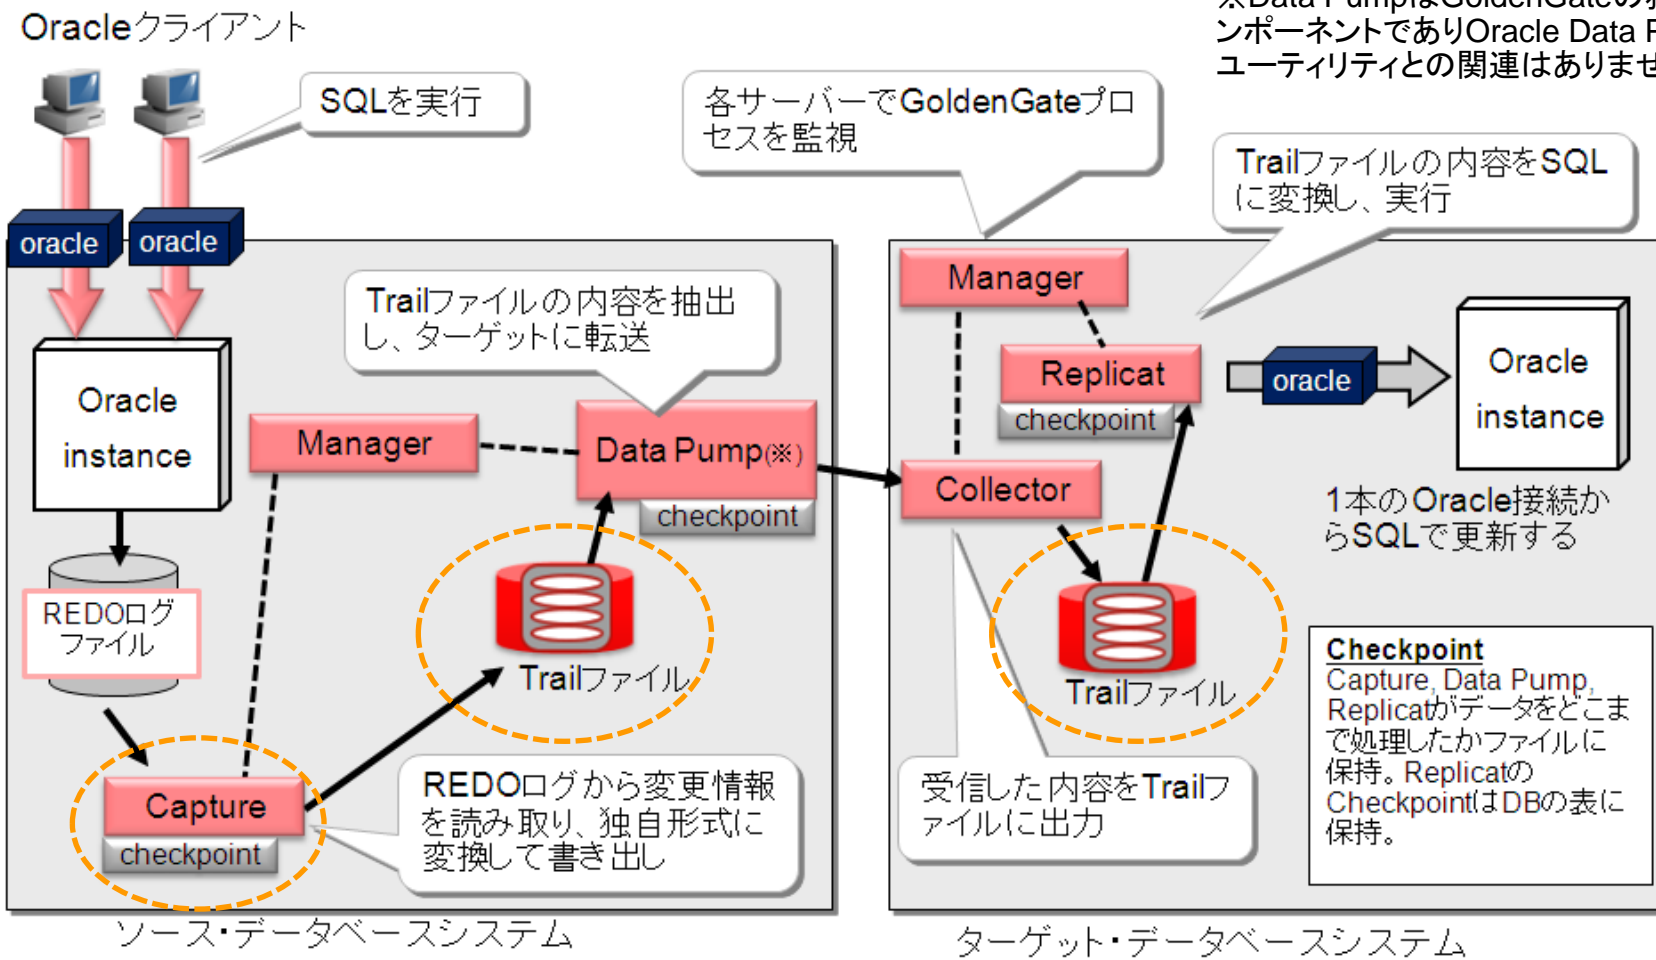 ※Data PumpはGoldenGateの
ンポーネントでありOracle Data
ユーティリティとの関連はありませ
Oracleクライアント
SQLを実行
各サーバーでGoldenGateプロ
セスを監視
Trailファイルの内容をSQL
に変換し、実行
oracle
oracle
Trailファイルの内容を抽出
し、ターゲットに転送
Manager
Replicat
checkpoint
oracle
Oracle
instance
Oracle
instance
Manager
Data Pump(※)
checkpoint
Collector
1本のOracle接続か
らSQLで更新する
REDOログ
ファイル
Trailファイル
Trailファイル
Checkpoint
Capture, Data Pump,
Replicatがデータをどこま
で処理したかファイルに
保持。Replicatの
CheckpointはDBの表に
保持。
Capture
checkpoint
REDOログから変更情報
を読み取り、独自形式に
変換して書き出し
受信した内容をTrailフ
ァイルに出力
ソース・データベースシステム
ターゲット・データベースシステム